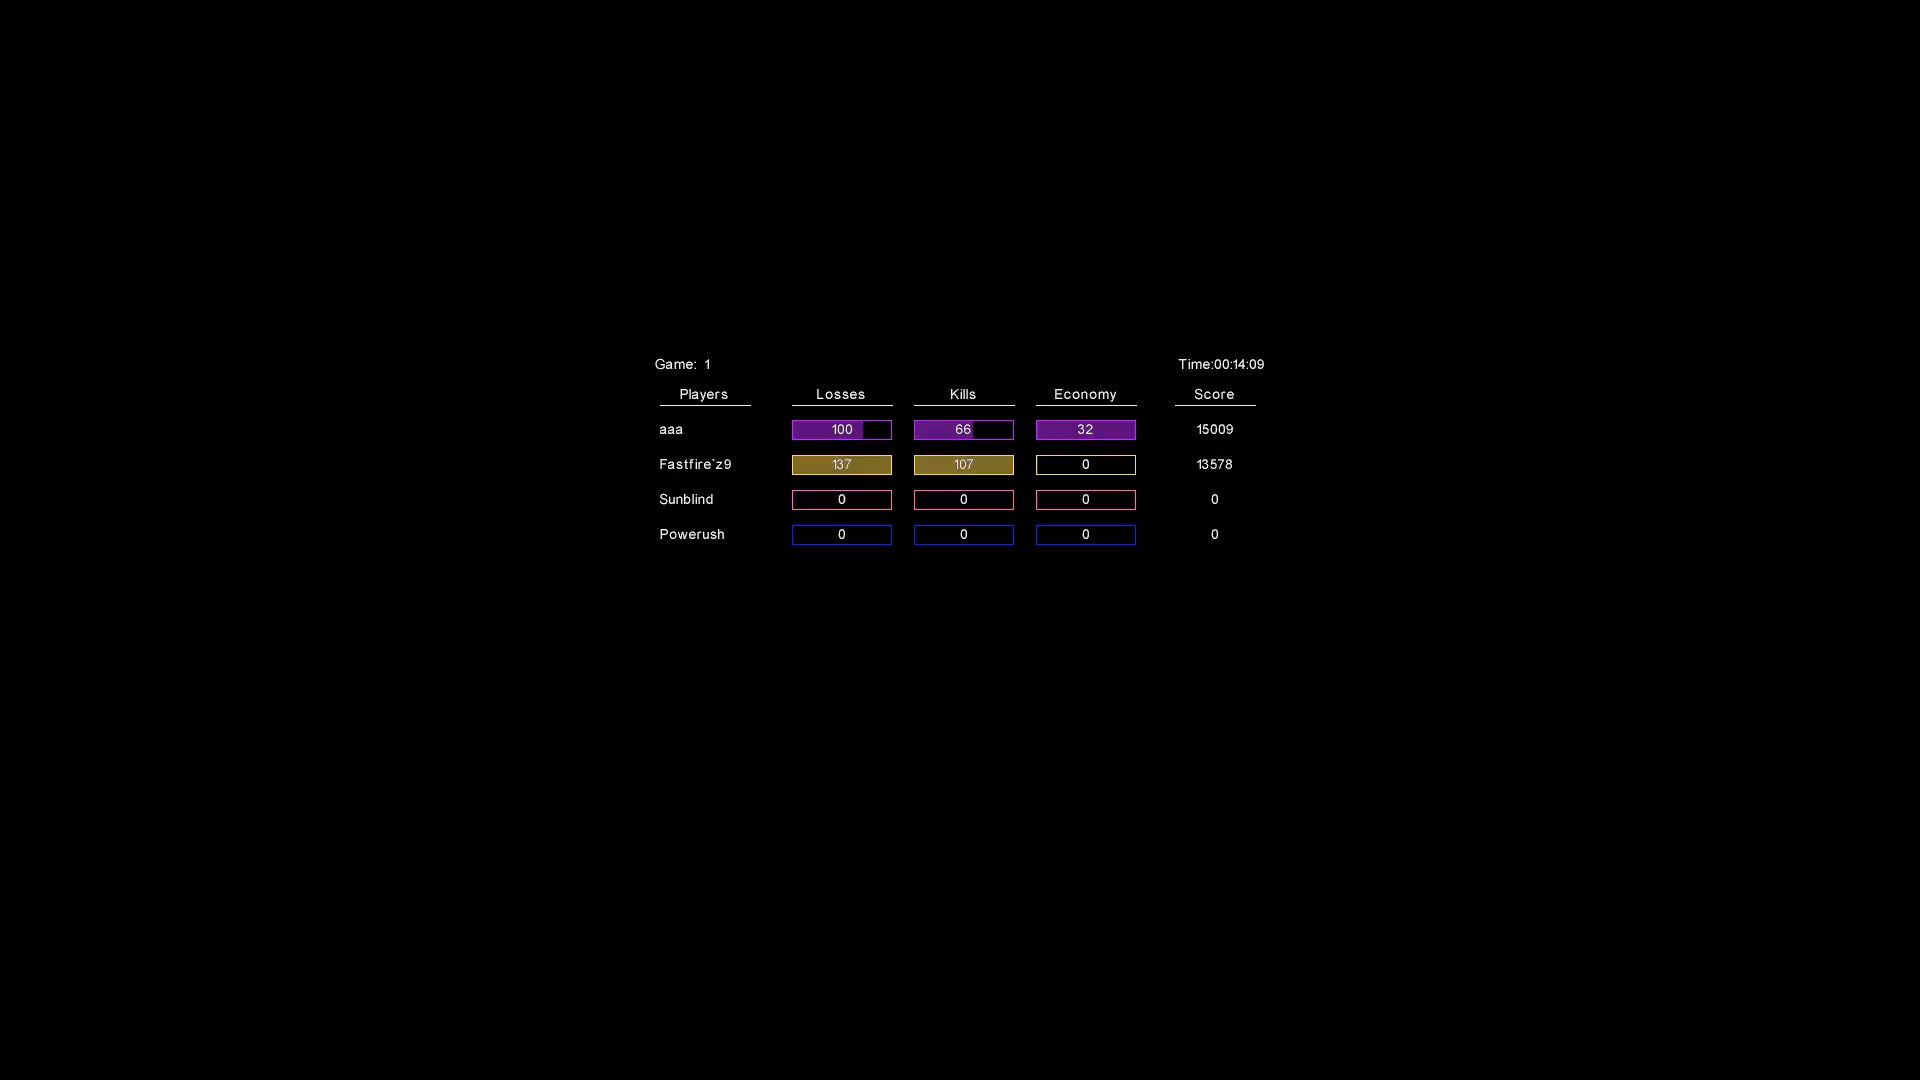 Game: 1 Time:00:14:09
Players Losses Kills Economy Score
aaa 100 66 32 15009
Fastfire`z9 137 107 0 13578
Sunblind 0 0 0 0
Powerush 0 0 0 0